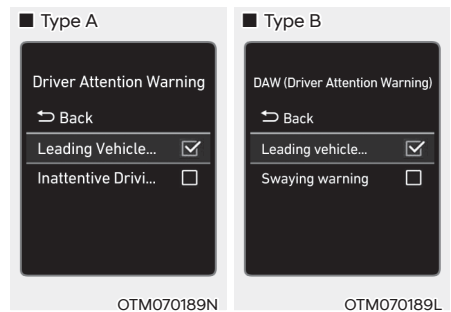 ■ Type A
Driver Attention Warning
Back
Leading Vehicle...
Inattentive Drivi...
OTM070189N
■ Type B
DAW (Driver Attention Warning)
Back
Leading vehicle...
Swaying warning
OTM070189L